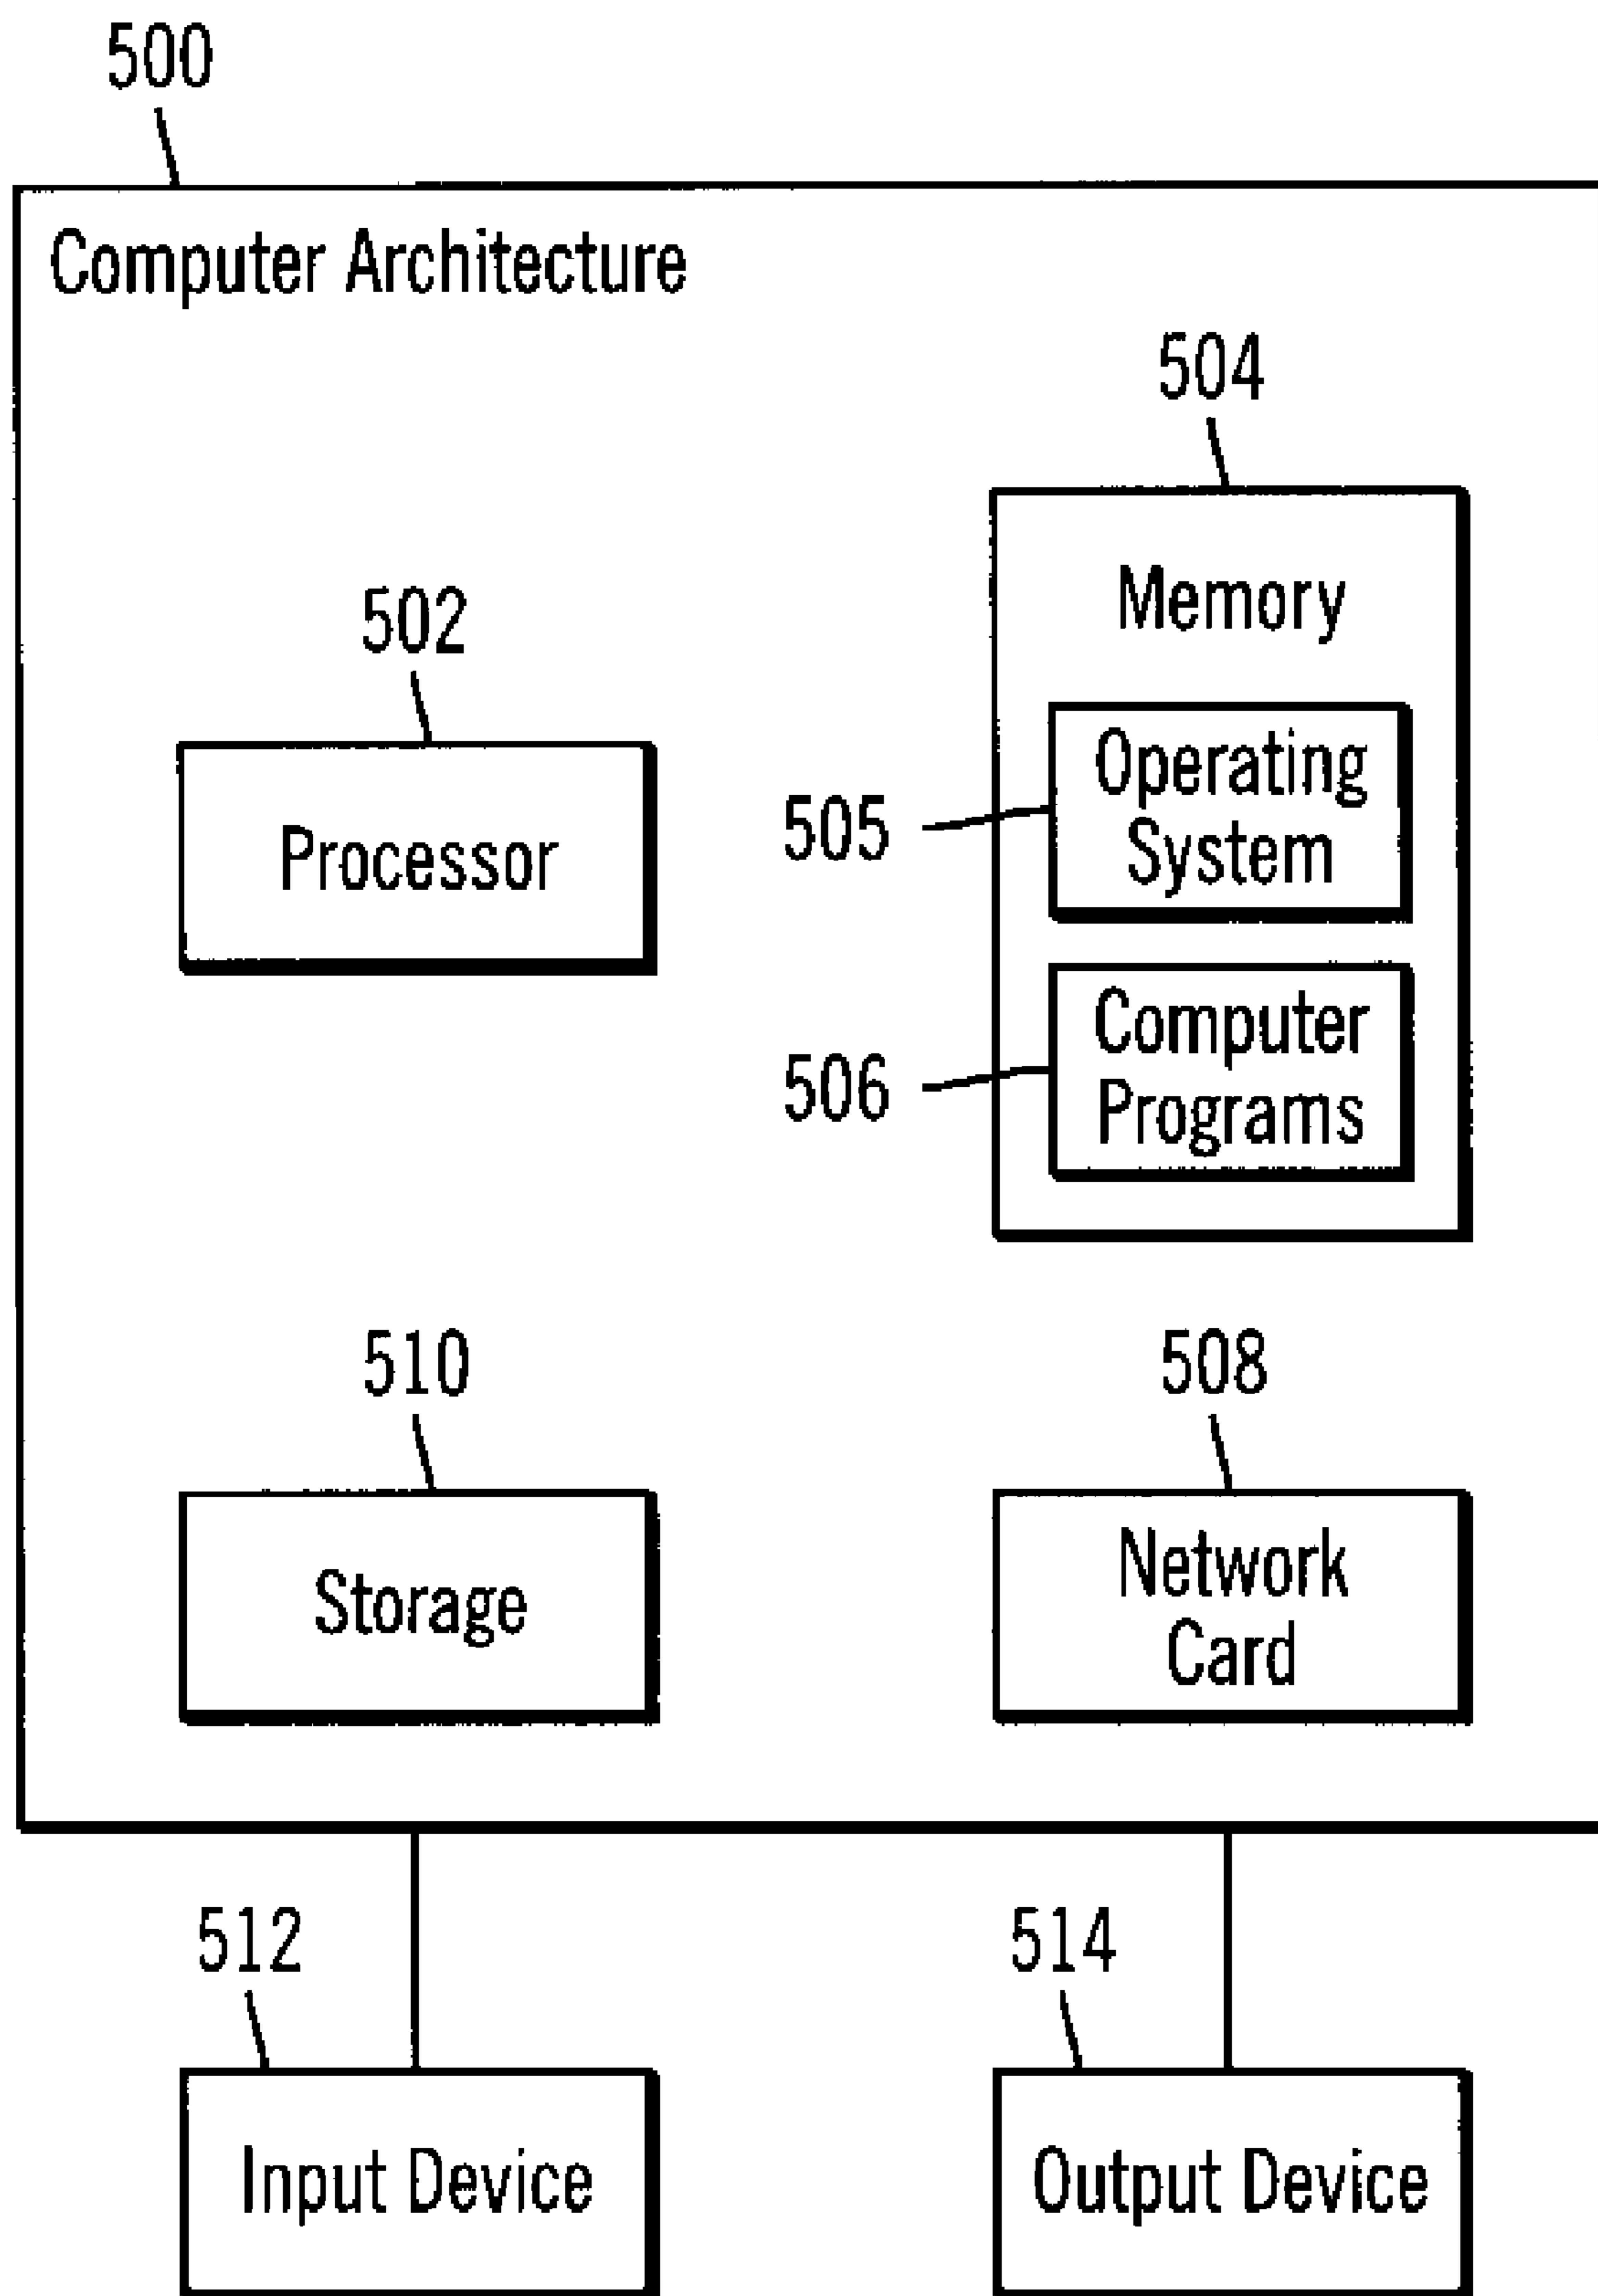 500
Computer Architecture
504
Memory
502
Processor
505
Operating
System
506
Computer
Programs
510
Storage
508
Network
Card
512
Input Device
514
Output Device